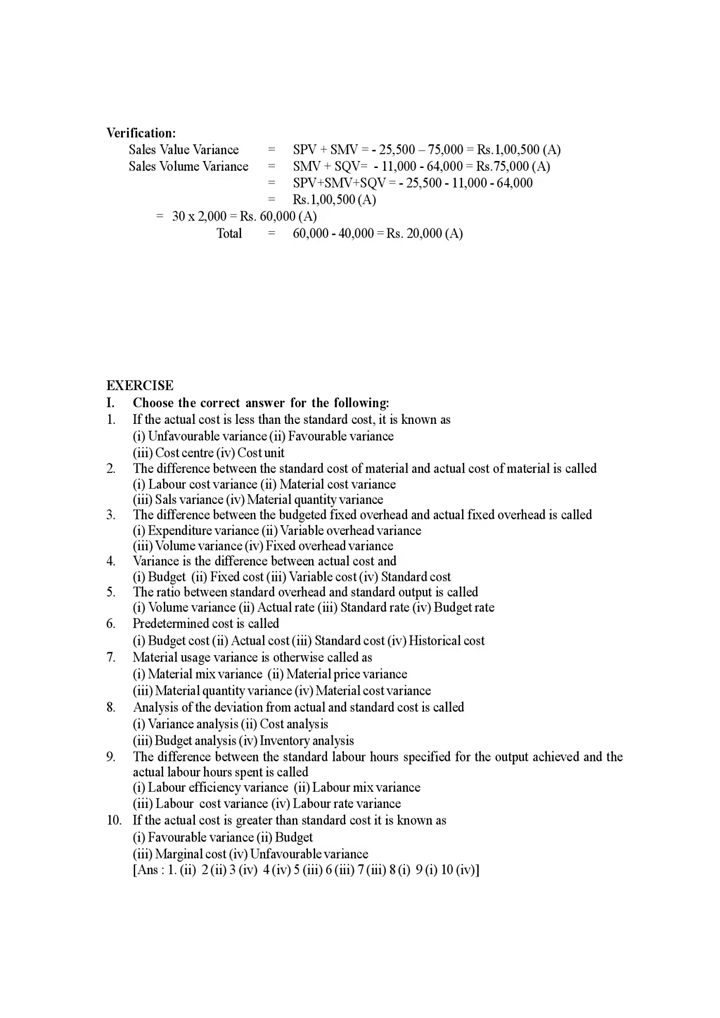 Verification:
Sales Value Variance = SPV + SMV = - 25,500 – 75,000 = Rs.1,00,500 (A)
Sales Volume Variance = SMV + SQV= - 11,000 - 64,000 = Rs.75,000 (A)
= SPV+SMV+SQV = - 25,500 - 11,000 - 64,000
= Rs.1,00,500 (A)
= 30 x 2,000 = Rs. 60,000 (A)
Total = 60,000 - 40,000 = Rs. 20,000 (A)
EXERCISE
I. Choose the correct answer for the following:
1. If the actual cost is less than the standard cost, it is known as
(i) Unfavourable variance (ii) Favourable variance
(iii) Cost centre (iv) Cost unit
2. The difference between the standard cost of material and actual cost of material is called
(i) Labour cost variance (ii) Material cost variance
(iii) Sals variance (iv) Material quantity variance
3. The difference between the budgeted fixed overhead and actual fixed overhead is called
(i) Expenditure variance (ii) Variable overhead variance
(iii) Volume variance (iv) Fixed overhead variance
4. Variance is the difference between actual cost and
(i) Budget (ii) Fixed cost (iii) Variable cost (iv) Standard cost
5. The ratio between standard overhead and standard output is called
(i) Volume variance (ii) Actual rate (iii) Standard rate (iv) Budget rate
6. Predetermined cost is called
(i) Budget cost (ii) Actual cost (iii) Standard cost (iv) Historical cost
7. Material usage variance is otherwise called as
(i) Material mix variance (ii) Material price variance
(iii) Material quantity variance (iv) Material cost variance
8. Analysis of the deviation from actual and standard cost is called
(i) Variance analysis (ii) Cost analysis
(iii) Budget analysis (iv) Inventory analysis
9. The difference between the standard labour hours specified for the output achieved and the
actual labour hours spent is called
(i) Labour efficiency variance (ii) Labour mix variance
(iii) Labour cost variance (iv) Labour rate variance
10. If the actual cost is greater than standard cost it is known as
(i) Favourable variance (ii) Budget
(iii) Marginal cost (iv) Unfavourable variance
[Ans : 1. (ii) 2 (ii) 3 (iv) 4 (iv) 5 (iii) 6 (iii) 7 (iii) 8 (i) 9 (i) 10 (iv)]